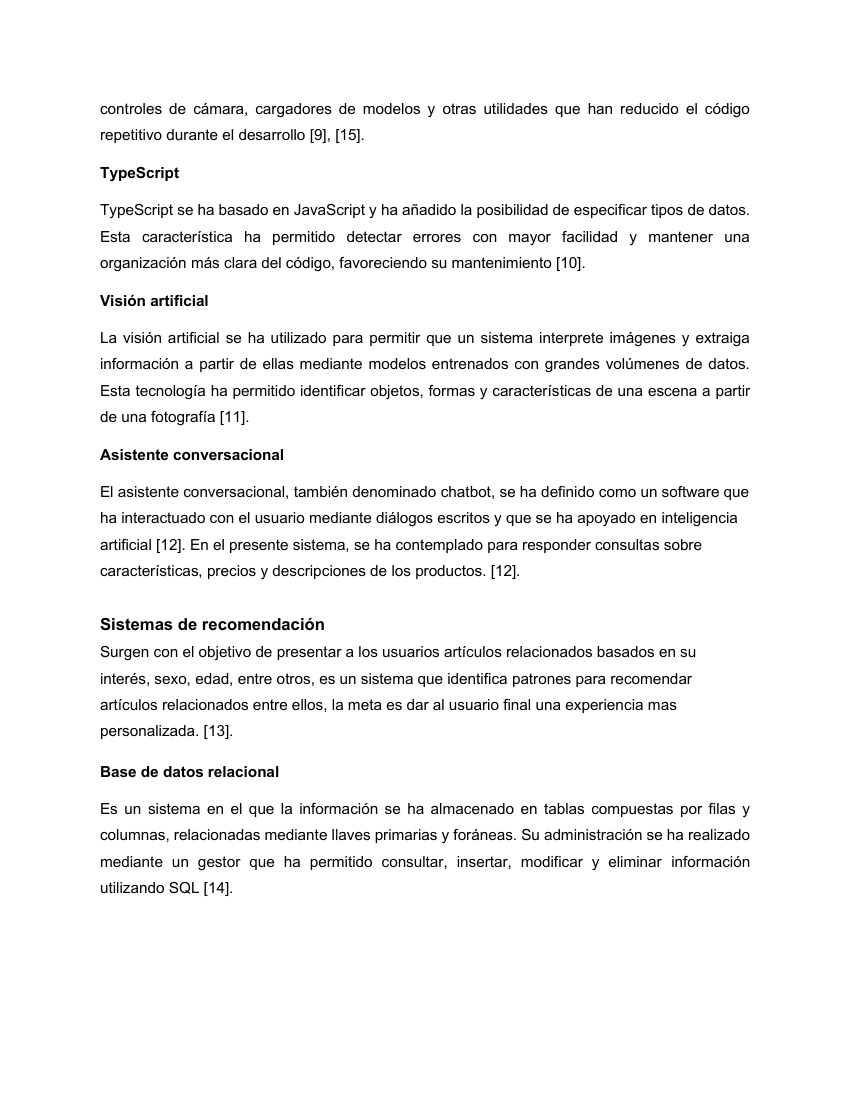 controles de cámara, cargadores de modelos y otras utilidades que han reducido el código
repetitivo durante el desarrollo [9], [15].
TypeScript
TypeScript se ha basado en JavaScript y ha añadido la posibilidad de especificar tipos de datos.
Esta característica ha permitido detectar errores con mayor facilidad y mantener una
organización más clara del código, favoreciendo su mantenimiento [10].
Visión artificial
La visión artificial se ha utilizado para permitir que un sistema interprete imágenes y extraiga
información a partir de ellas mediante modelos entrenados con grandes volúmenes de datos.
Esta tecnología ha permitido identificar objetos, formas y características de una escena a partir
de una fotografía [11].
Asistente conversacional
El asistente conversacional, también denominado chatbot, se ha definido como un software que
ha interactuado con el usuario mediante diálogos escritos y que se ha apoyado en inteligencia
artificial [12]. En el presente sistema, se ha contemplado para responder consultas sobre
características, precios y descripciones de los productos. [12].
Sistemas de recomendación
Surgen con el objetivo de presentar a los usuarios artículos relacionados basados en su
interés, sexo, edad, entre otros, es un sistema que identifica patrones para recomendar
artículos relacionados entre ellos, la meta es dar al usuario final una experiencia mas
personalizada. [13].
Base de datos relacional
Es un sistema en el que la información se ha almacenado en tablas compuestas por filas y
columnas, relacionadas mediante llaves primarias y foráneas. Su administración se ha realizado
mediante un gestor que ha permitido consultar, insertar, modificar y eliminar información
utilizando SQL [14].